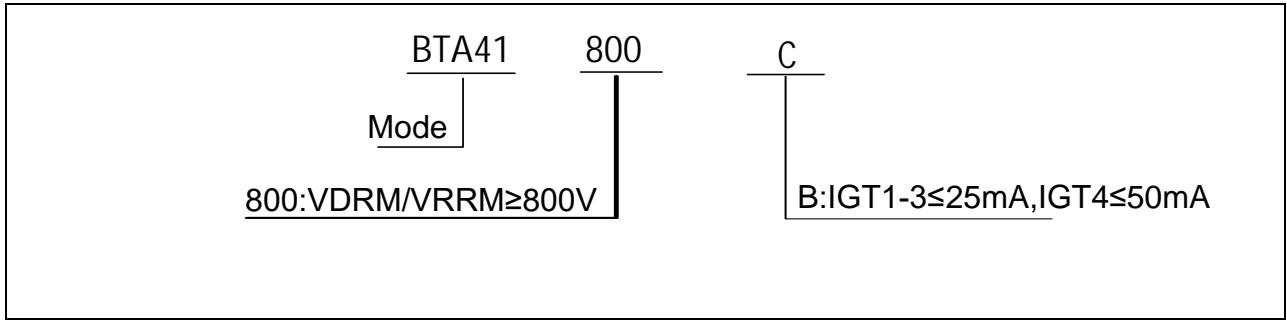 BTA41 800 C
Mode
800:VDRM/VRRM≥800V
B:IGT1-3≤25mA,IGT4≤50mA